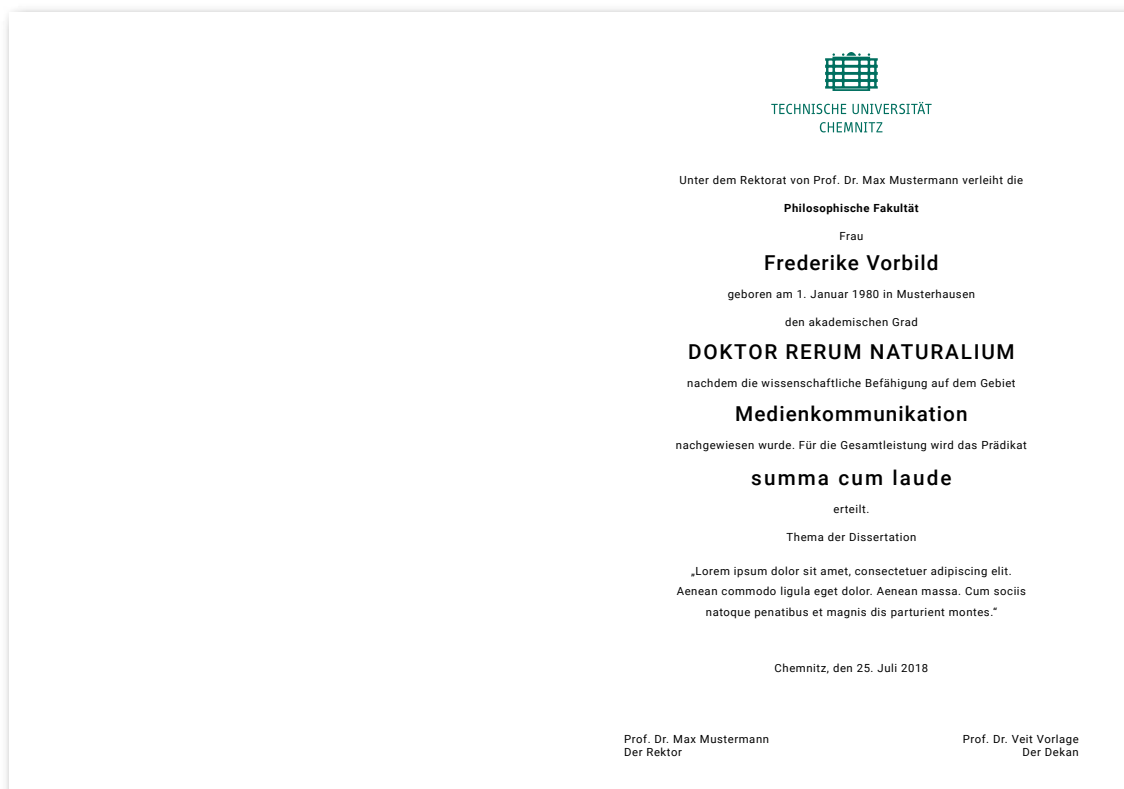 TECHNISCHE UNIVERSITÄT
CHEMNITZ
Unter dem Rektorat von Prof. Dr. Max Mustermann verleiht die
Philosophische Fakultät
Frau
Frederike Vorbild
geboren am 1. Januar 1980 in Musterhausen
den akademischen Grad
DOKTOR RERUM NATURALIUM
nachdem die wissenschaftliche Befähigung auf dem Gebiet
Medienkommunikation
nachgewiesen wurde. Für die Gesamtleistung wird das Prädikat
summa cum laude
erteilt.
Thema der Dissertation
„Lorem ipsum dolor sit amet, consectetuer adipiscing elit.
Aenean commodo ligula eget dolor. Aenean massa. Cum sociis
natoque penatibus et magnis dis parturient montes.“
Chemnitz, den 25. Juli 2018
Prof. Dr. Max Mustermann
Der Rektor
Prof. Dr. Veit Vorlage
Der Dekan